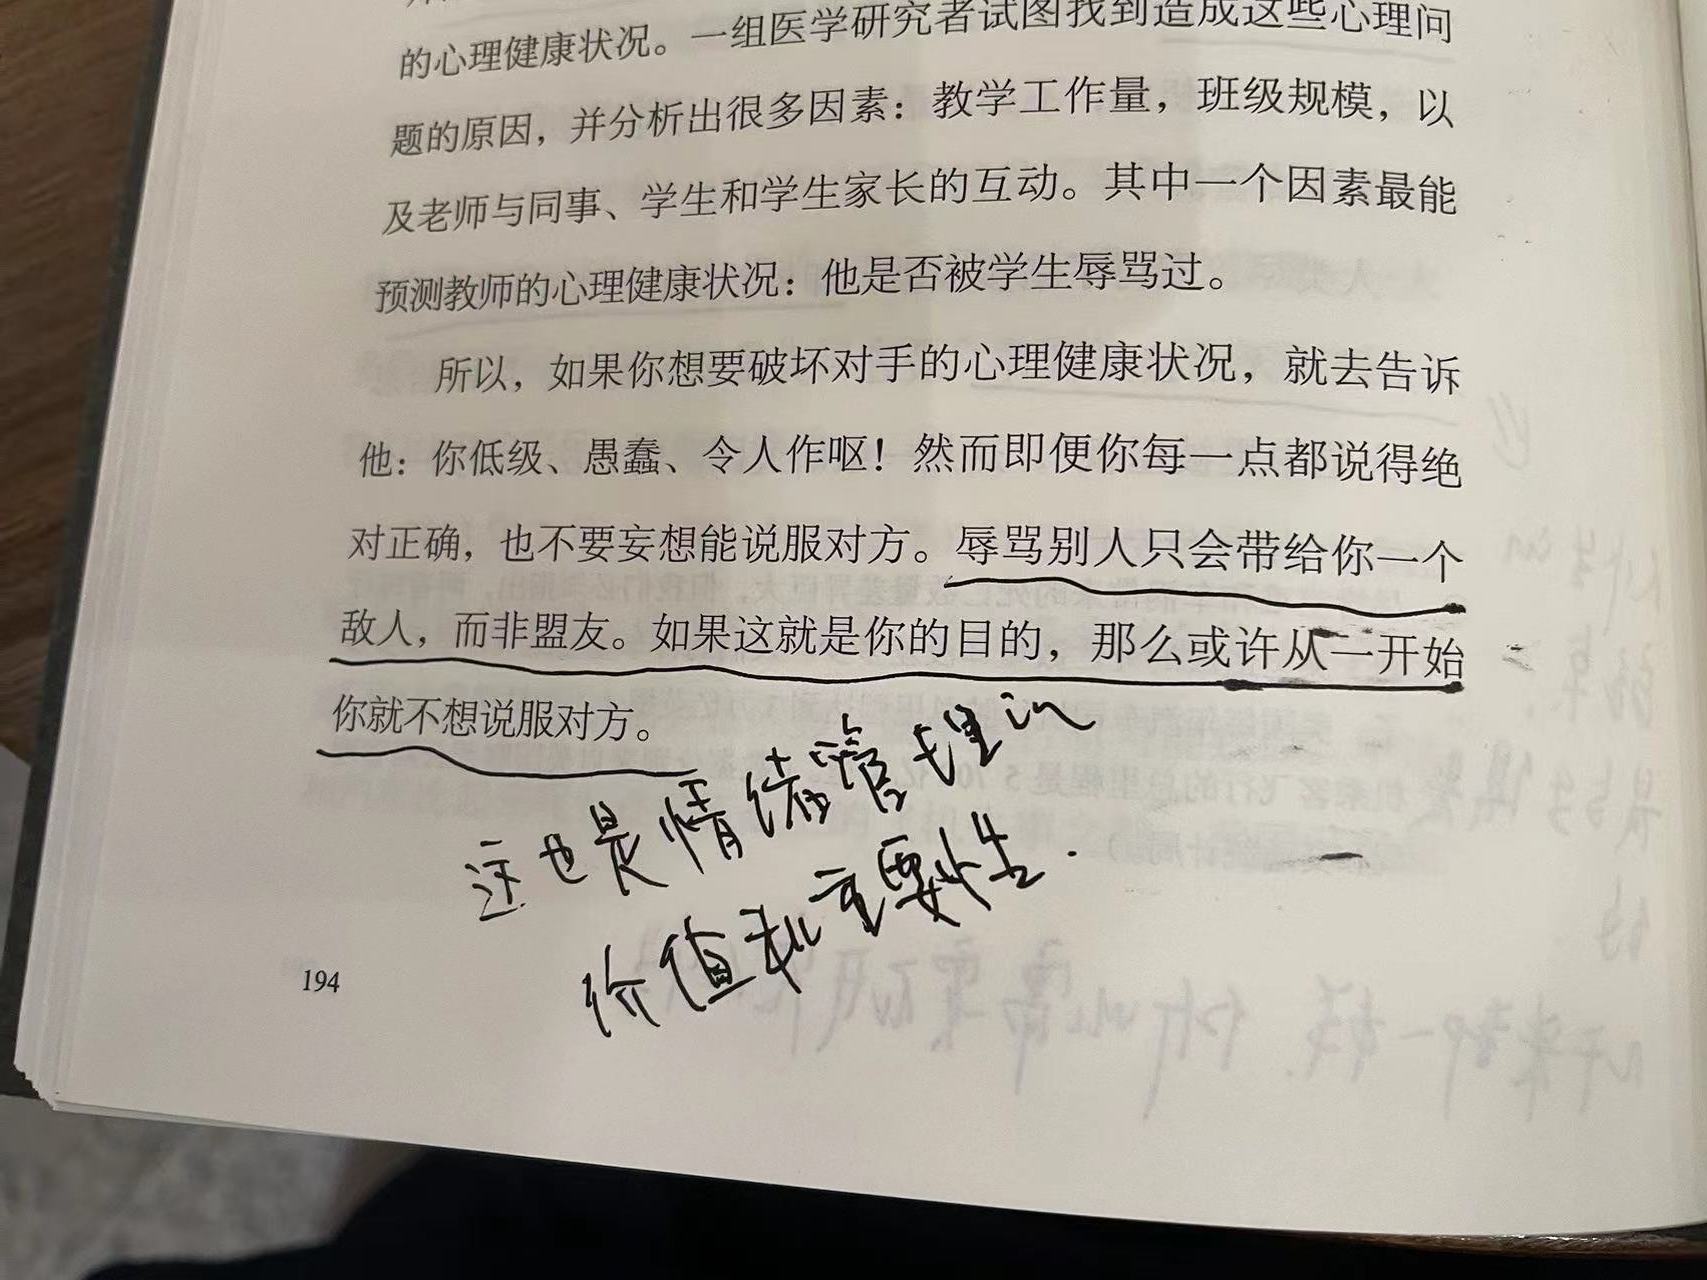 的心理健康状况。一组医学研究者试图找到造成这些心理问
题的原因，并分析出很多因素：教学工作量，班级规模，以
及老师与同事、学生和学生家长的互动。其中一个因素最能
预测教师的心理健康状况：他是否被学生辱骂过。
所以，如果你想要破坏对手的心理健康状况，就去告诉
他：你低级、愚蠢、令人作呕！然而即便你每一点都说得绝
对正确，也不要妄想能说服对方。辱骂别人只会带给你一个
敌人，而非盟友。如果这就是你的目的，那么或许从一开始
你就不想说服对方。
这也是情绪管理的
价值和重要性.
194